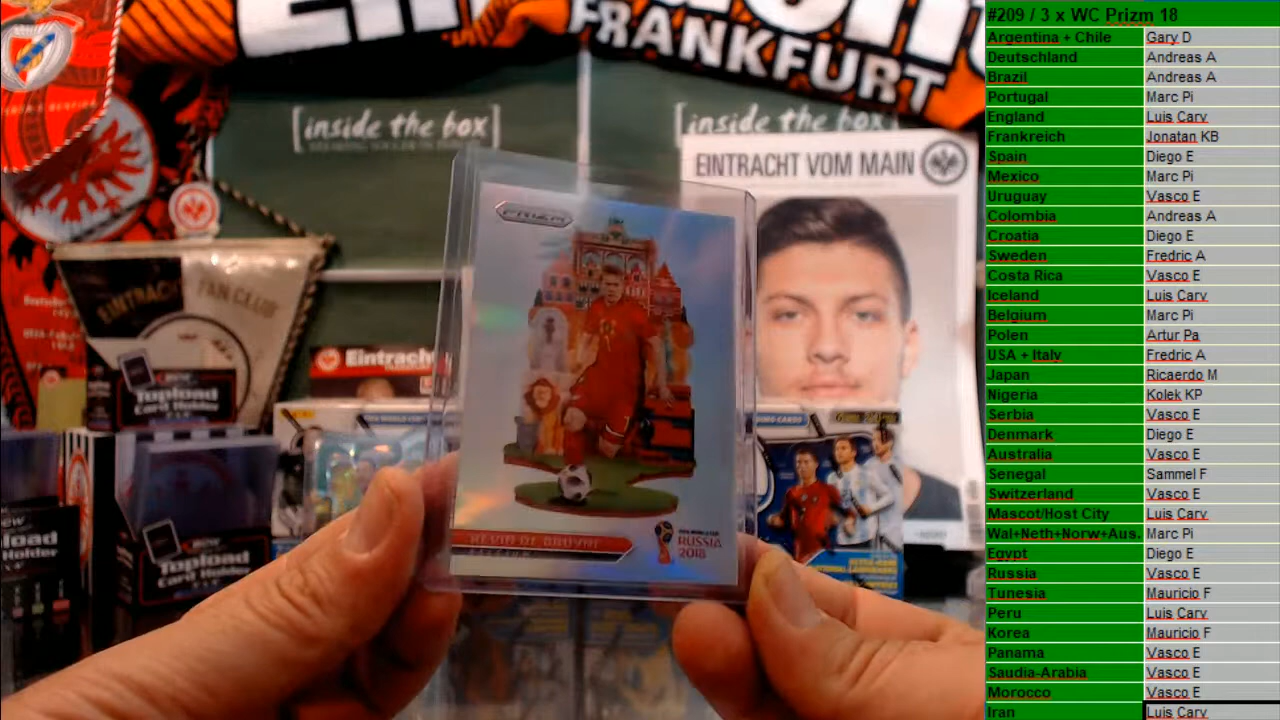 FRANKFURT
[inside the box]
[inside the box]
EINTRACHT VOM MAIN
EINTRACHT FAN CLUB
PRIZM
Eintracht
Topload
Card Holder
Topload
Card Holder
KEVIN DE BRUYNE
BELGIUM
RUSSIA
2018
#209 / 3 x WC Prizm 18
Argentina + Chile Gary D
Deutschland Andreas A
Brazil Andreas A
Portugal Marc Pi
England Luis Carv
Frankreich Jonatan KB
Spain Diego E
Mexico Marc Pi
Uruguay Vasco E
Colombia Andreas A
Croatia Diego E
Sweden Fredric A
Costa Rica Vasco E
Iceland Luis Carv
Belgium Marc Pi
Polen Artur Pa
USA + Italy Fredric A
Japan Ricaerdo M
Nigeria Kolek KP
Serbia Vasco E
Denmark Diego E
Australia Vasco E
Senegal Sammel F
Switzerland Vasco E
Mascot/Host City Luis Carv
Wal+Neth+Norw+Aus. Marc Pi
Egypt Diego E
Russia Vasco E
Tunesia Mauricio F
Peru Luis Carv
Korea Mauricio F
Panama Vasco E
Saudia-Arabia Vasco E
Morocco Vasco E
Iran Luis Carv